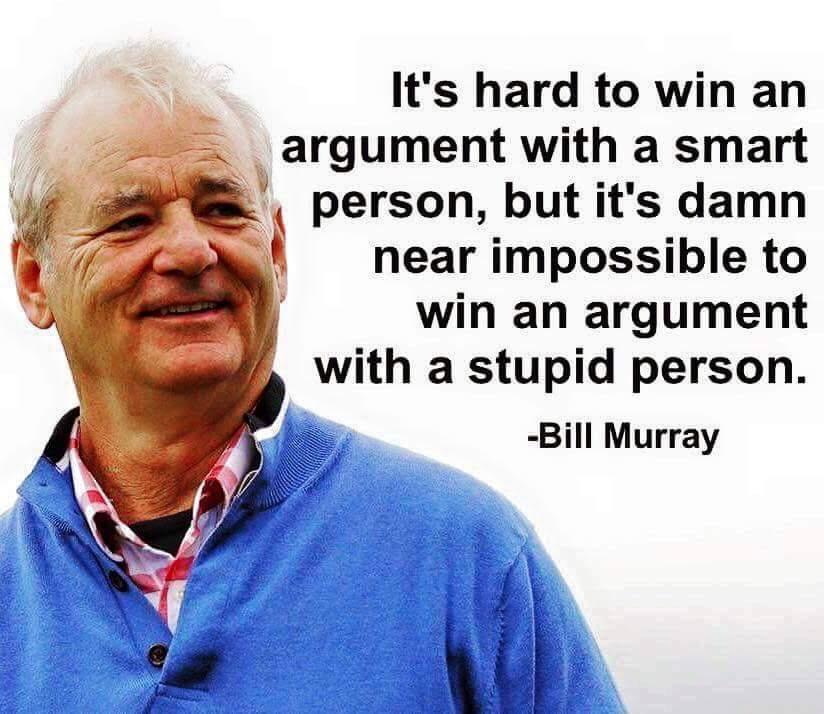 It's hard to win an
argument with a smart
person, but it's damn
near impossible to
win an argument
with a stupid person.
-Bill Murray